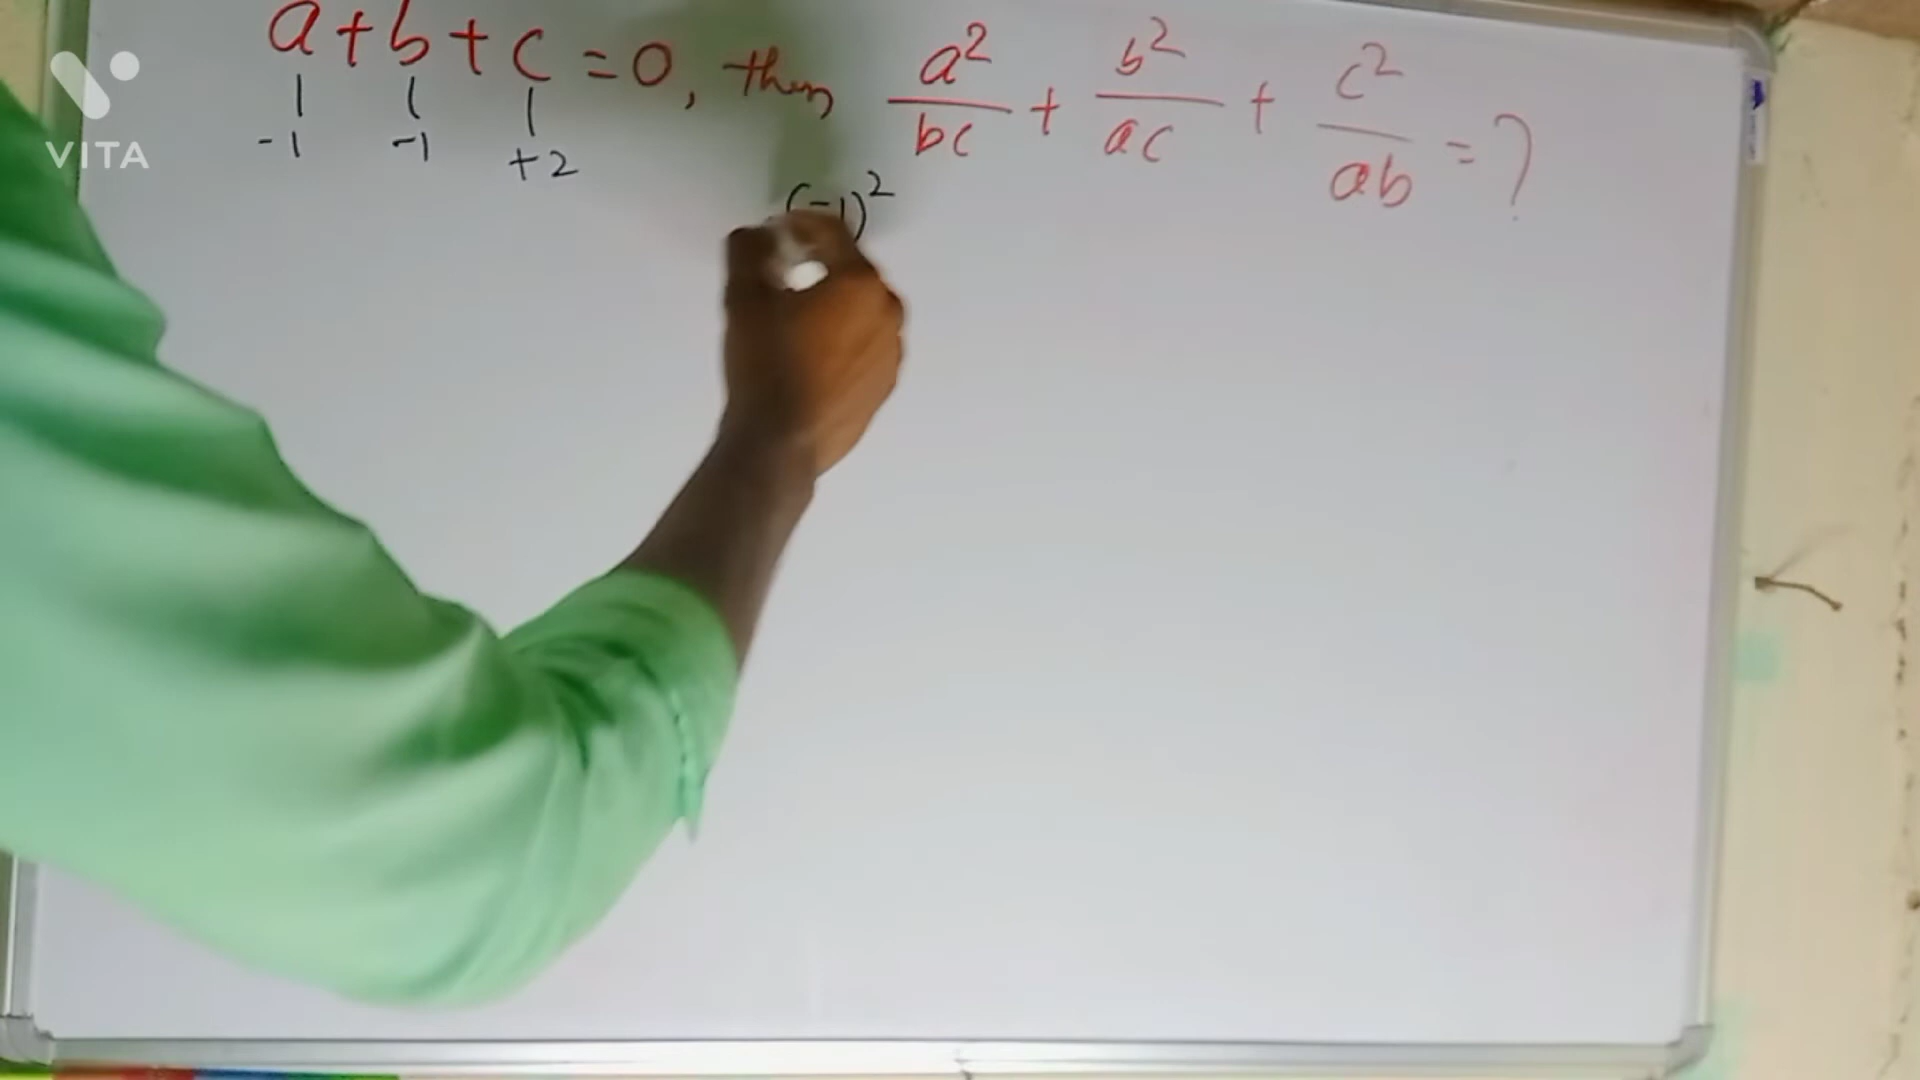 a + b + c = 0, then a²/bc + b²/ac + c²/ab = ?
-1 -1 +2
(-1)²
VITA